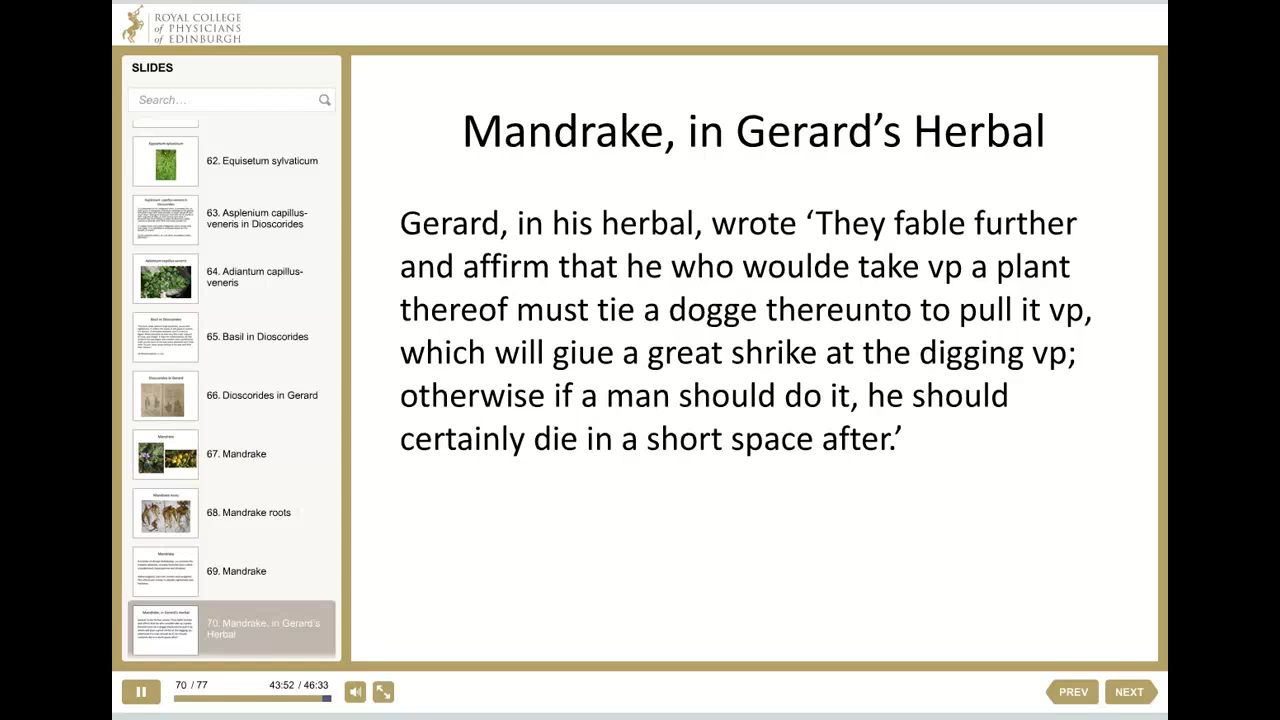 ROYAL COLLEGE
of PHYSICIANS
of EDINBURGH
SLIDES
Search...
62. Equisetum sylvaticum
63. Asplenium capillus-
veneris in Dioscorides
64. Adiantum capillus-
veneris
65. Basil in Dioscorides
66. Dioscorides in Gerard
67. Mandrake
68. Mandrake roots
69. Mandrake
70. Mandrake, in Gerard's
Herbal
Mandrake, in Gerard’s Herbal
Gerard, in his herbal, wrote ‘They fable further
and affirm that he who woulde take vp a plant
thereof must tie a dogge thereunto to pull it vp,
which will giue a great shrike at the digging vp;
otherwise if a man should do it, he should
certainly die in a short space after.’
70 / 77
43:52 / 46:33
PREV
NEXT